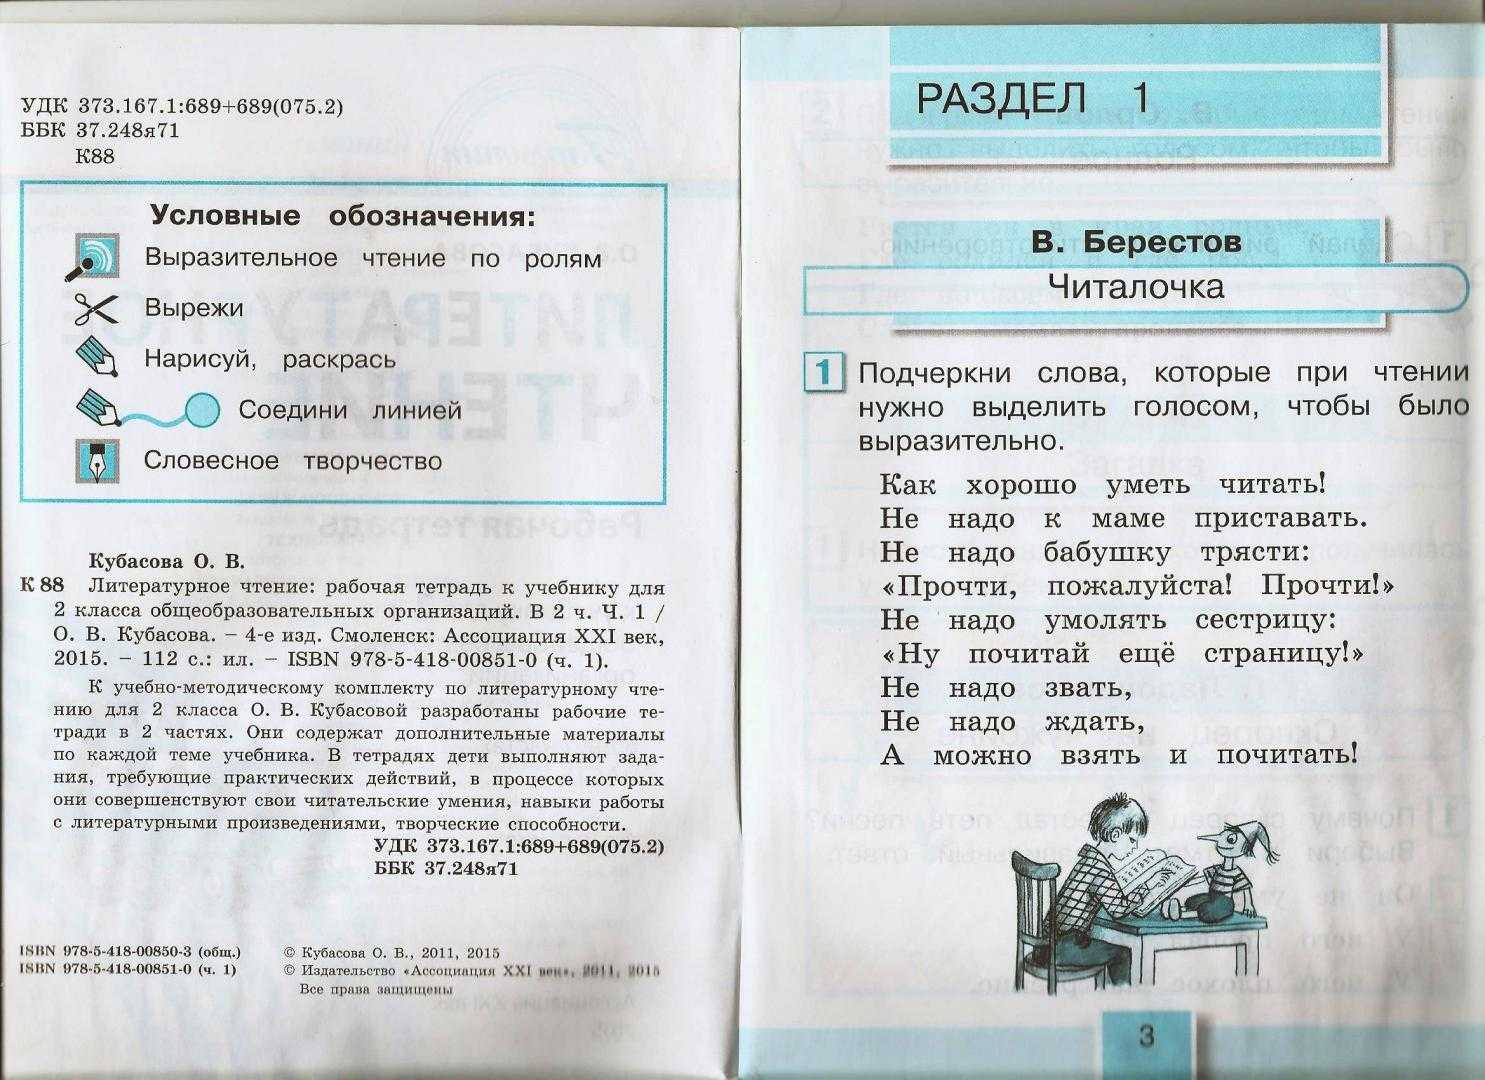 УДК 373.167.1:689+689(075.2)
ББК 37.248я71
К88
Условные обозначения:
Выразительное чтение по ролям
Вырежи
Нарисуй, раскрась
Соедини линией
Словесное творчество
Кубасова О. В.
К 88 Литературное чтение: рабочая тетрадь к учебнику для
2 класса общеобразовательных организаций. В 2 ч. Ч. 1 /
О. В. Кубасова. – 4-е изд. Смоленск: Ассоциация XXI век,
2015. – 112 с.: ил. – ISBN 978-5-418-00851-0 (ч. 1).
К учебно-методическому комплекту по литературному чте-
нию для 2 класса О. В. Кубасовой разработаны рабочие те-
тради в 2 частях. Они содержат дополнительные материалы
по каждой теме учебника. В тетрадях дети выполняют зада-
ния, требующие практических действий, в процессе которых
они совершенствуют свои читательские умения, навыки работы
с литературными произведениями, творческие способности.
УДК 373.167.1:689+689(075.2)
ББК 37.248я71
ISBN 978-5-418-00850-3 (общ.)
ISBN 978-5-418-00851-0 (ч. 1)
© Кубасова О. В., 2011, 2015
© Издательство «Ассоциация XXI век», 2011, 2015
Все права защищены
РАЗДЕЛ 1
В. Берестов
Читалочка
1 Подчеркни слова, которые при чтении
нужно выделить голосом, чтобы было
выразительно.
Как хорошо уметь читать!
Не надо к маме приставать.
Не надо бабушку трясти:
«Прочти, пожалуйста! Прочти!»
Не надо умолять сестрицу:
«Ну почитай ещё страницу!»
Не надо звать,
Не надо ждать,
А можно взять и почитать!
3